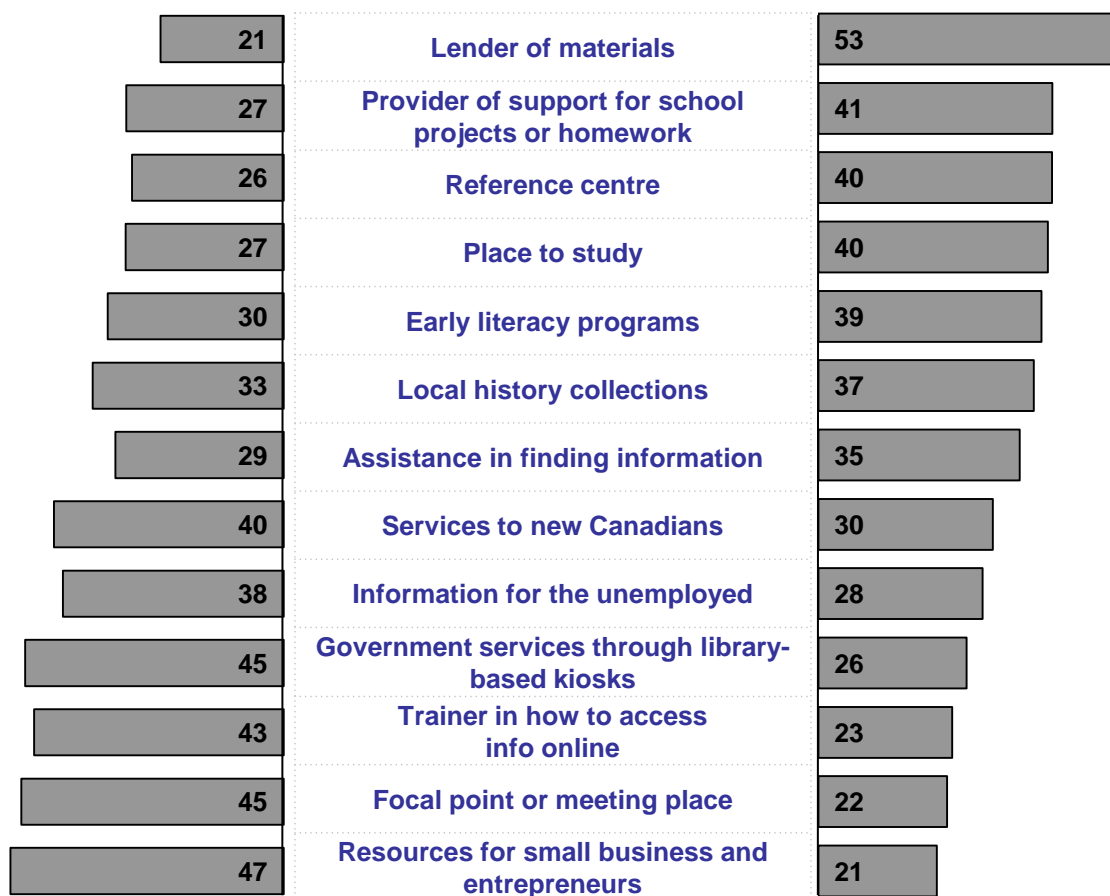 21 Lender of materials 53
27 Provider of support for school 41
projects or homework
26 Reference centre 40
27 Place to study 40
30 Early literacy programs 39
33 Local history collections 37
29 Assistance in finding information 35
40 Services to new Canadians 30
38 Information for the unemployed 28
45 Government services through library- 26
based kiosks
43 Trainer in how to access 23
info online
45 Focal point or meeting place 22
47 Resources for small business and 21
entrepreneurs